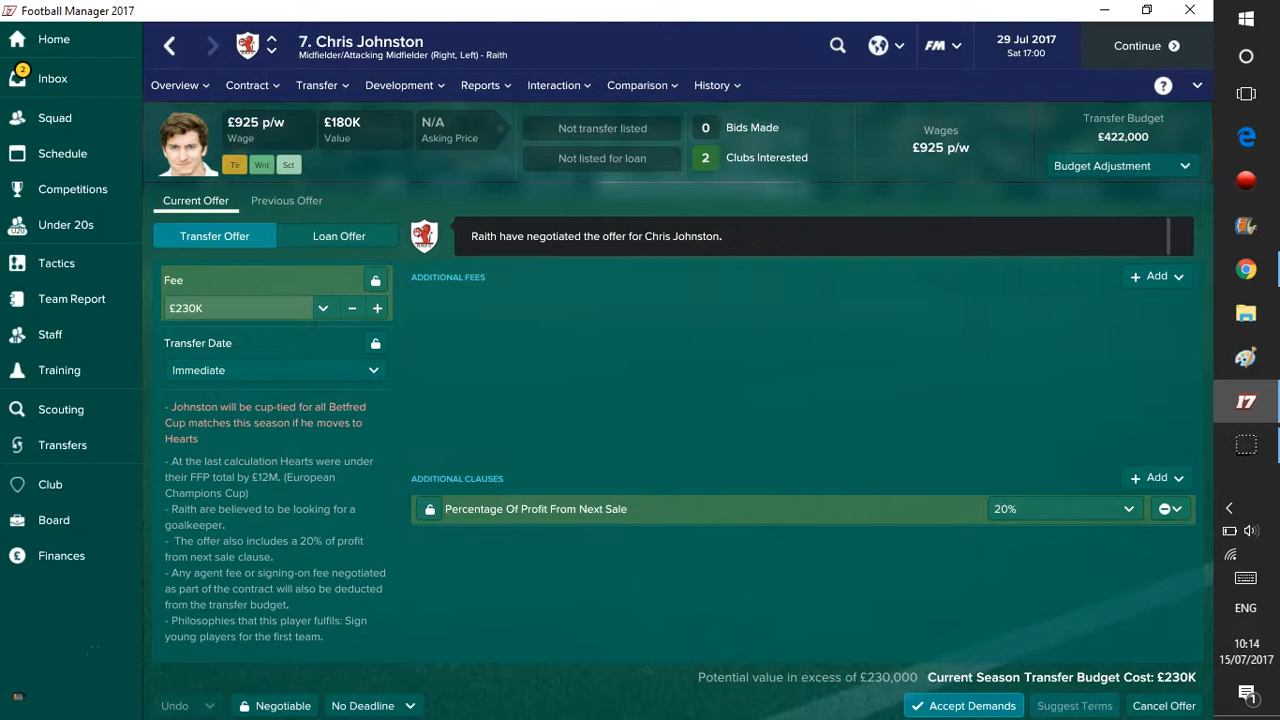 17 Football Manager 2017
Home
2
Inbox
Squad
Schedule
Competitions
U20
Under 20s
Tactics
Team Report
Staff
Training
Scouting
Transfers
Club
Board
Finances
7. Chris Johnston
Midfielder/Attacking Midfielder (Right, Left) - Raith
FM
29 Jul 2017
Sat 17:00
Continue
Overview
Contract
Transfer
Development
Reports
Interaction
Comparison
History
?
£925 p/w
Wage
£180K
Value
N/A
Asking Price
Tir
Wnt
Sct
Not transfer listed
Not listed for loan
0 Bids Made
2 Clubs Interested
Wages
£925 p/w
Transfer Budget
£422,000
Budget Adjustment
Current Offer
Previous Offer
Transfer Offer
Loan Offer
Raith have negotiated the offer for Chris Johnston.
Fee
£230K
Transfer Date
Immediate
- Johnston will be cup-tied for all Betfred
Cup matches this season if he moves to
Hearts
- At the last calculation Hearts were under
their FFP total by £12M. (European
Champions Cup)
- Raith are believed to be looking for a
goalkeeper.
- The offer also includes a 20% of profit
from next sale clause.
- Any agent fee or signing-on fee negotiated
as part of the contract will also be deducted
from the transfer budget.
- Philosophies that this player fulfils: Sign
young players for the first team.
ADDITIONAL FEES
Add
ADDITIONAL CLAUSES
Add
Percentage Of Profit From Next Sale
20%
Potential value in excess of £230,000 Current Season Transfer Budget Cost: £230K
Undo
Negotiable
No Deadline
Accept Demands
Suggest Terms
Cancel Offer
17
ENG
10:14
15/07/2017
1